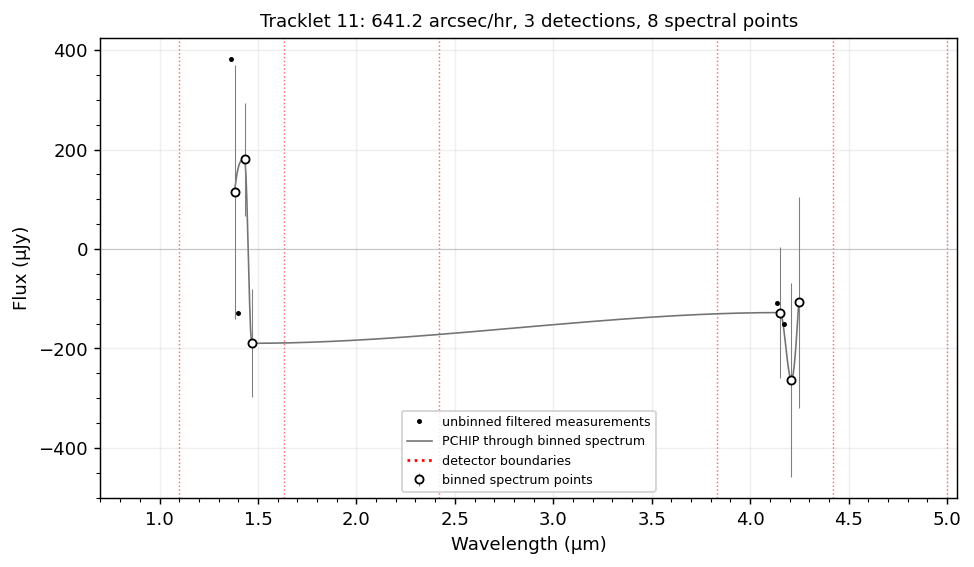 Tracklet 11: 641.2 arcsec/hr, 3 detections, 8 spectral points
Flux (μJy)
400
200
0
−200
−400
unbinned filtered measurements
PCHIP through binned spectrum
detector boundaries
binned spectrum points
1.0 1.5 2.0 2.5 3.0 3.5 4.0 4.5 5.0
Wavelength (μm)